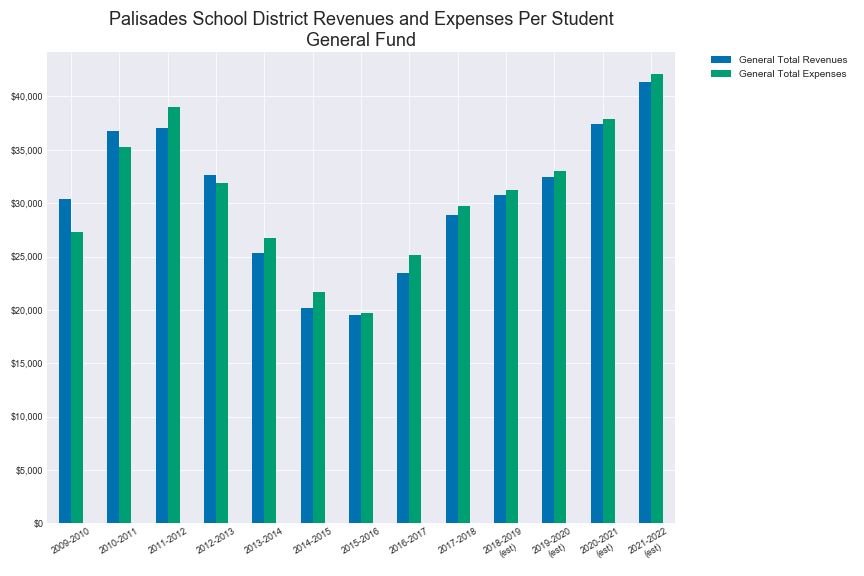 Palisades School District Revenues and Expenses Per Student
General Fund
General Total Revenues
General Total Expenses
$40,000
$35,000
$30,000
$25,000
$20,000
$15,000
$10,000
$5,000
$0
2009-2010
2010-2011
2011-2012
2012-2013
2013-2014
2014-2015
2015-2016
2016-2017
2017-2018
2018-2019
(est)
2019-2020
(est)
2020-2021
(est)
2021-2022
(est)